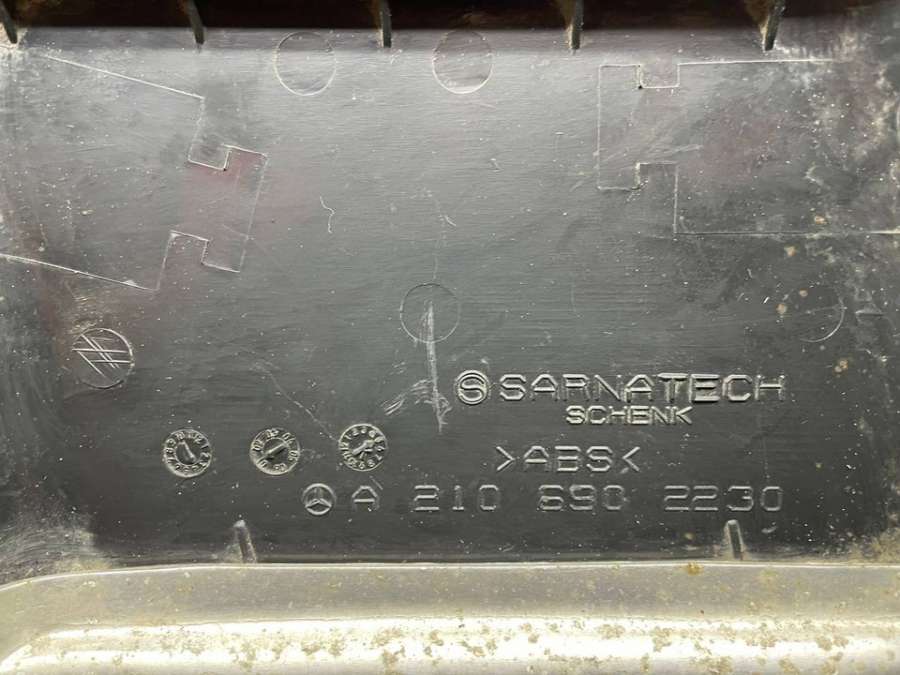 SARNATECH
SCHENK
>ABS<
A 210 690 2230